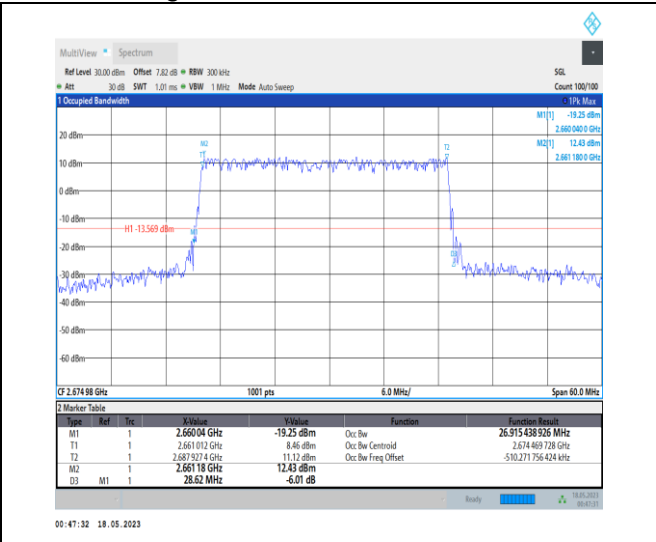 MultiView Spectrum
Ref Level 30.00 dBm Offset 7.82 dB RBW 300 kHz SGL
Att 30 dB SWT 1.01 ms VBW 1 MHz Mode Auto Sweep Count 100/100
1 Occupied Bandwidth 1Pk Max
M1[1] -19.25 dBm
2.660 040 0 GHz
M2[1] 12.43 dBm
2.661 180 0 GHz
20 dBm
M2
T1
T2
10 dBm
0 dBm
-10 dBm
H1 -13.569 dBm
M1
-20 dBm
D3
-30 dBm
-40 dBm
-50 dBm
-60 dBm
CF 2.674 98 GHz 1001 pts 6.0 MHz/ Span 60.0 MHz
2 Marker Table
Type Ref Trc X-Value Y-Value Function Function Result
M1 1 2.660 04 GHz -19.25 dBm Occ Bw 26.915 438 926 MHz
T1 1 2.661 012 GHz 8.46 dBm Occ Bw Centroid 2.674 469 728 GHz
T2 1 2.687 927 4 GHz 11.12 dBm Occ Bw Freq Offset -510.271 756 424 kHz
M2 1 2.661 18 GHz 12.43 dBm
D3 M1 1 28.62 MHz -6.01 dB
Ready 18.05.2023
00:47:31
00:47:32 18.05.2023